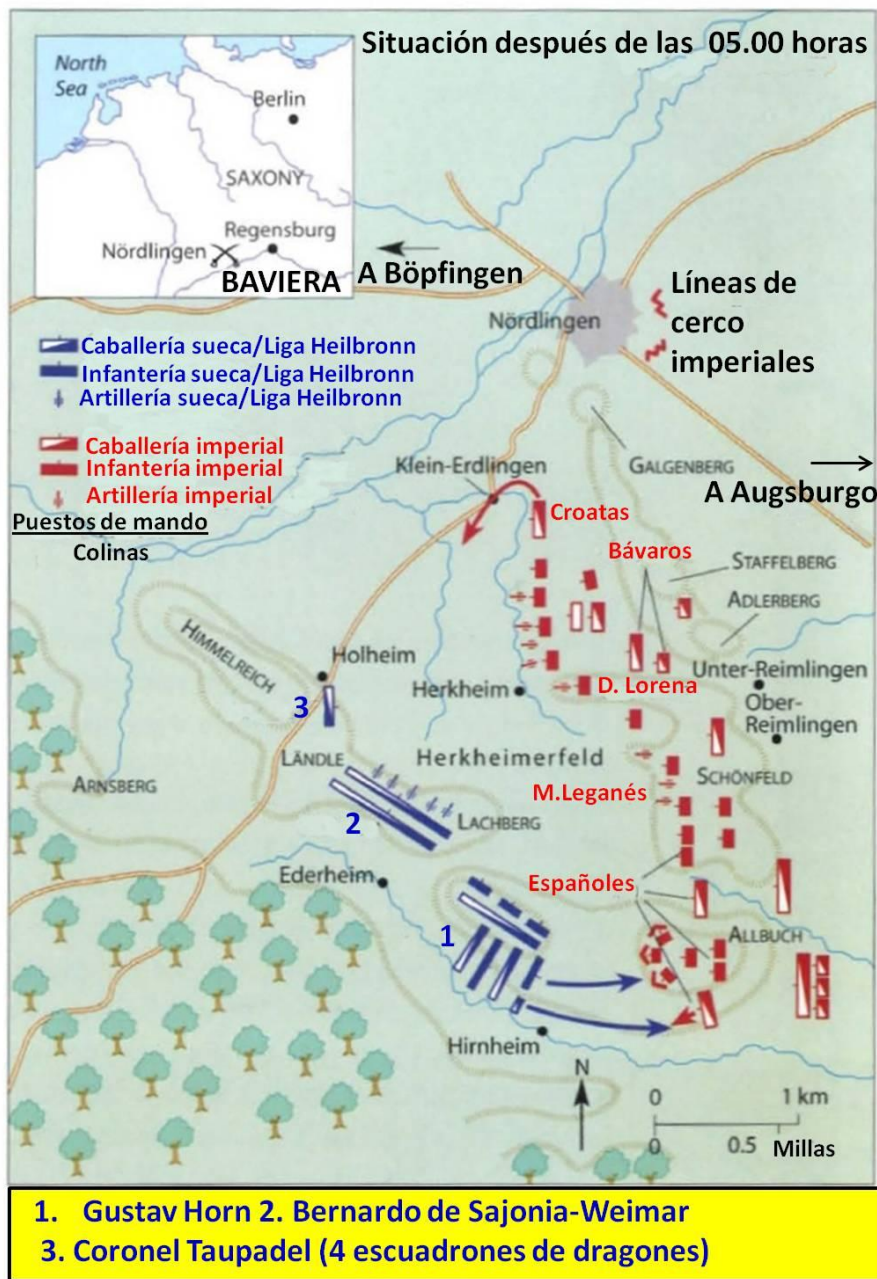 Situación después de las 05.00 horas
North
Sea
Berlin
SAXONY
Regensburg
Nördlingen
BAVIERA
A Böpfingen
Nördlingen
Líneas de
cerco
imperiales
Caballería sueca/Liga Heilbronn
Infantería sueca/Liga Heilbronn
Artillería sueca/Liga Heilbronn
Caballería imperial
Infantería imperial
Artillería imperial
Puestos de mando
Colinas
Klein-Erdlingen
GALGENBERG
A Augsburgo
Croatas
Bávaros
STAFFELBERG
ADLERBERG
HIMMELREICH
Holheim
Herkheim
D. Lorena
Unter-Reimlingen
Ober-
Reimlingen
3
LÄNDLE
Herkheimerfeld
SCHÖNFELD
ARNSBERG
M.Leganés
2
LACHBERG
Ederheim
Españoles
1
ALLBUCH
Hirnheim
N
0 1 km
0 0.5 Millas
1. Gustav Horn 2. Bernardo de Sajonia-Weimar
3. Coronel Taupadel (4 escuadrones de dragones)